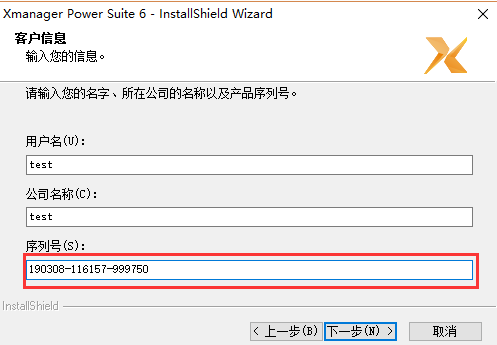 Xmanager Power Suite 6 - InstallShield Wizard
客户信息
输入您的信息。
请输入您的名字、所在公司的名称以及产品序列号。
用户名(U):
test
公司名称(C):
test
序列号(S):
190308-116157-999750
InstallShield
< 上一步(B) 下一步(N) > 取消